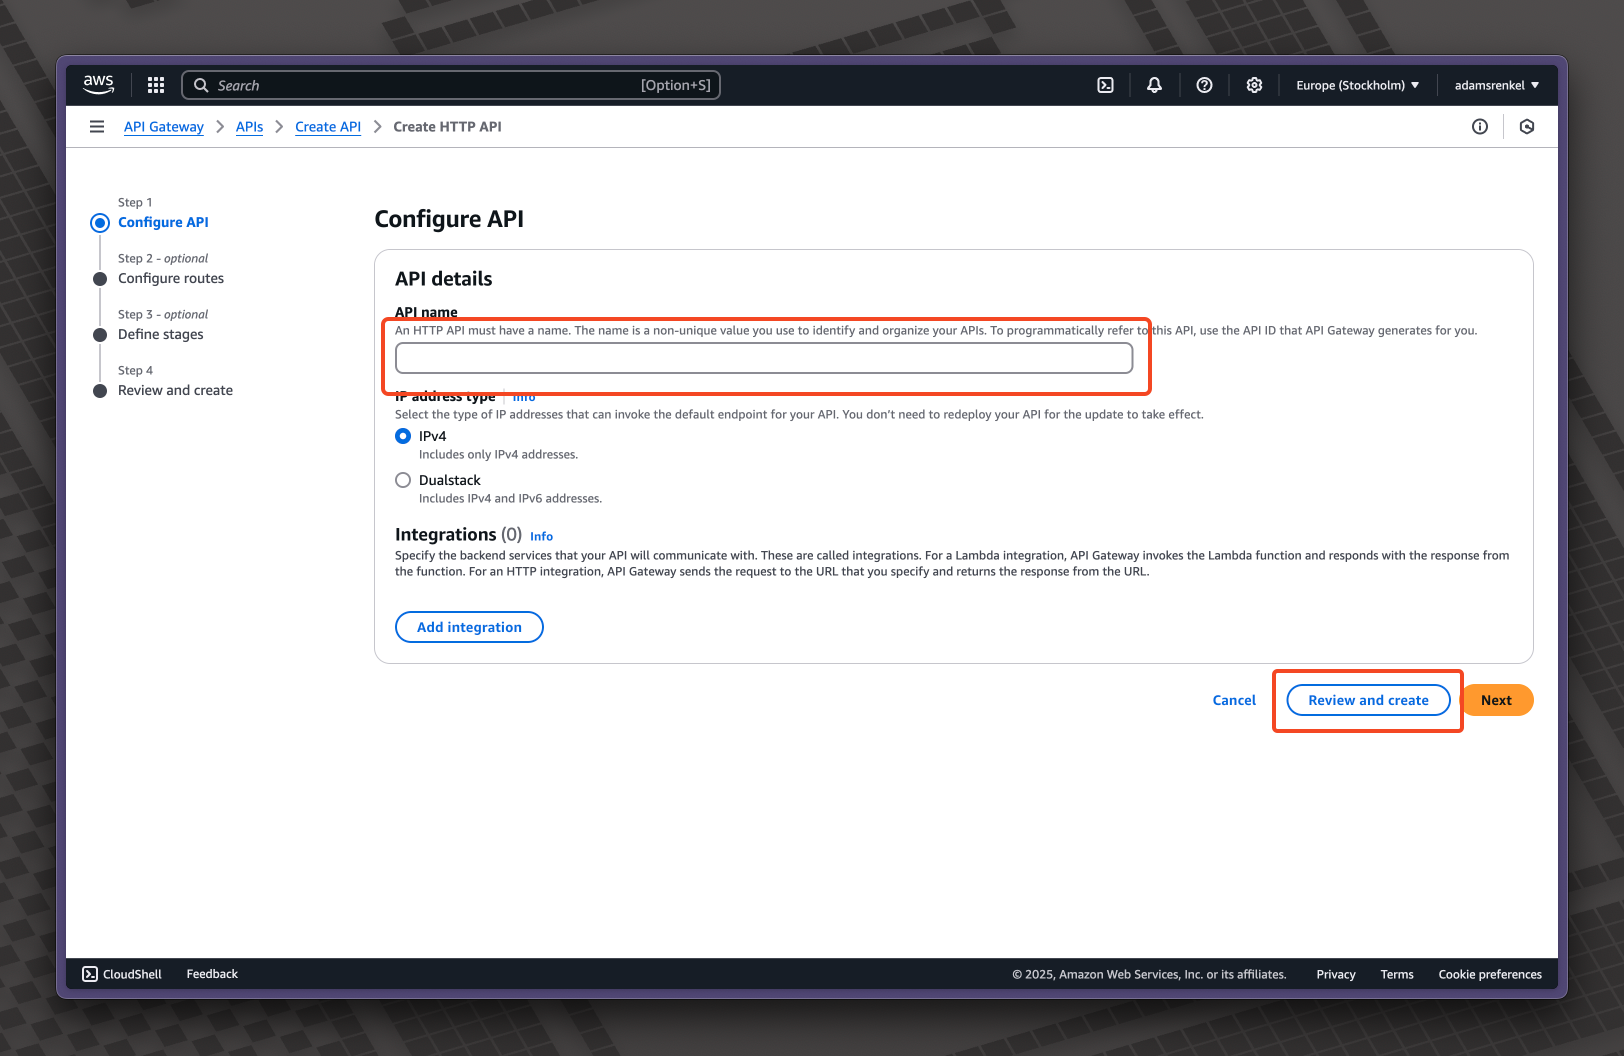 aws
Search
[Option+S]
Europe (Stockholm)
adamsrenkel
API Gateway
APIs
Create API
Create HTTP API
Step 1
Configure API
Step 2 - optional
Configure routes
Step 3 - optional
Define stages
Step 4
Review and create
Configure API
API details
API name
An HTTP API must have a name. The name is a non-unique value you use to identify and organize your APIs. To programmatically refer to this API, use the API ID that API Gateway generates for you.
IP address type
Info
Select the type of IP addresses that can invoke the default endpoint for your API. You don’t need to redeploy your API for the update to take effect.
IPv4
Includes only IPv4 addresses.
Dualstack
Includes IPv4 and IPv6 addresses.
Integrations (0) Info
Specify the backend services that your API will communicate with. These are called integrations. For a Lambda integration, API Gateway invokes the Lambda function and responds with the response from
the function. For an HTTP integration, API Gateway sends the request to the URL that you specify and returns the response from the URL.
Add integration
Cancel
Review and create
Next
CloudShell
Feedback
© 2025, Amazon Web Services, Inc. or its affiliates.
Privacy
Terms
Cookie preferences